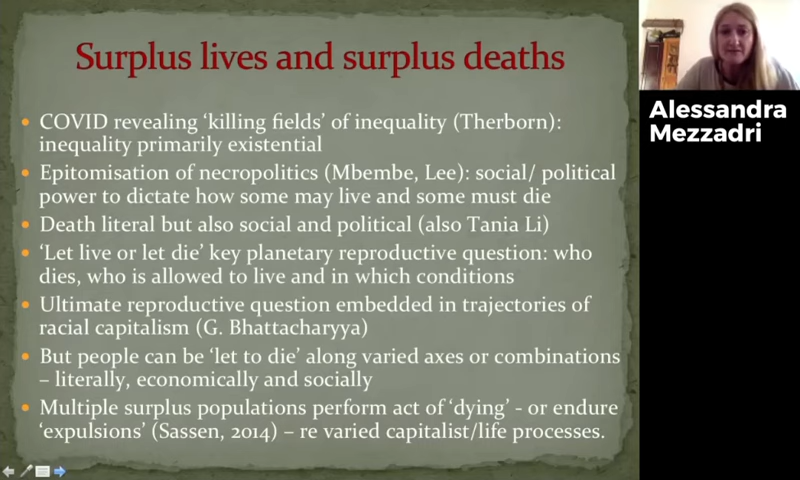 Surplus lives and surplus deaths
COVID revealing ‘killing fields’ of inequality (Therborn):
inequality primarily existential
Epitomisation of necropolitics (Mbembe, Lee): social/ political
power to dictate how some may live and some must die
Death literal but also social and political (also Tania Li)
‘Let live or let die’ key planetary reproductive question: who
dies, who is allowed to live and in which conditions
Ultimate reproductive question embedded in trajectories of
racial capitalism (G. Bhattacharyya)
But people can be ‘let to die’ along varied axes or combinations
– literally, economically and socially
Multiple surplus populations perform act of ‘dying’ - or endure
‘expulsions’ (Sassen, 2014) – re varied capitalist/life processes.
Alessandra
Mezzadri